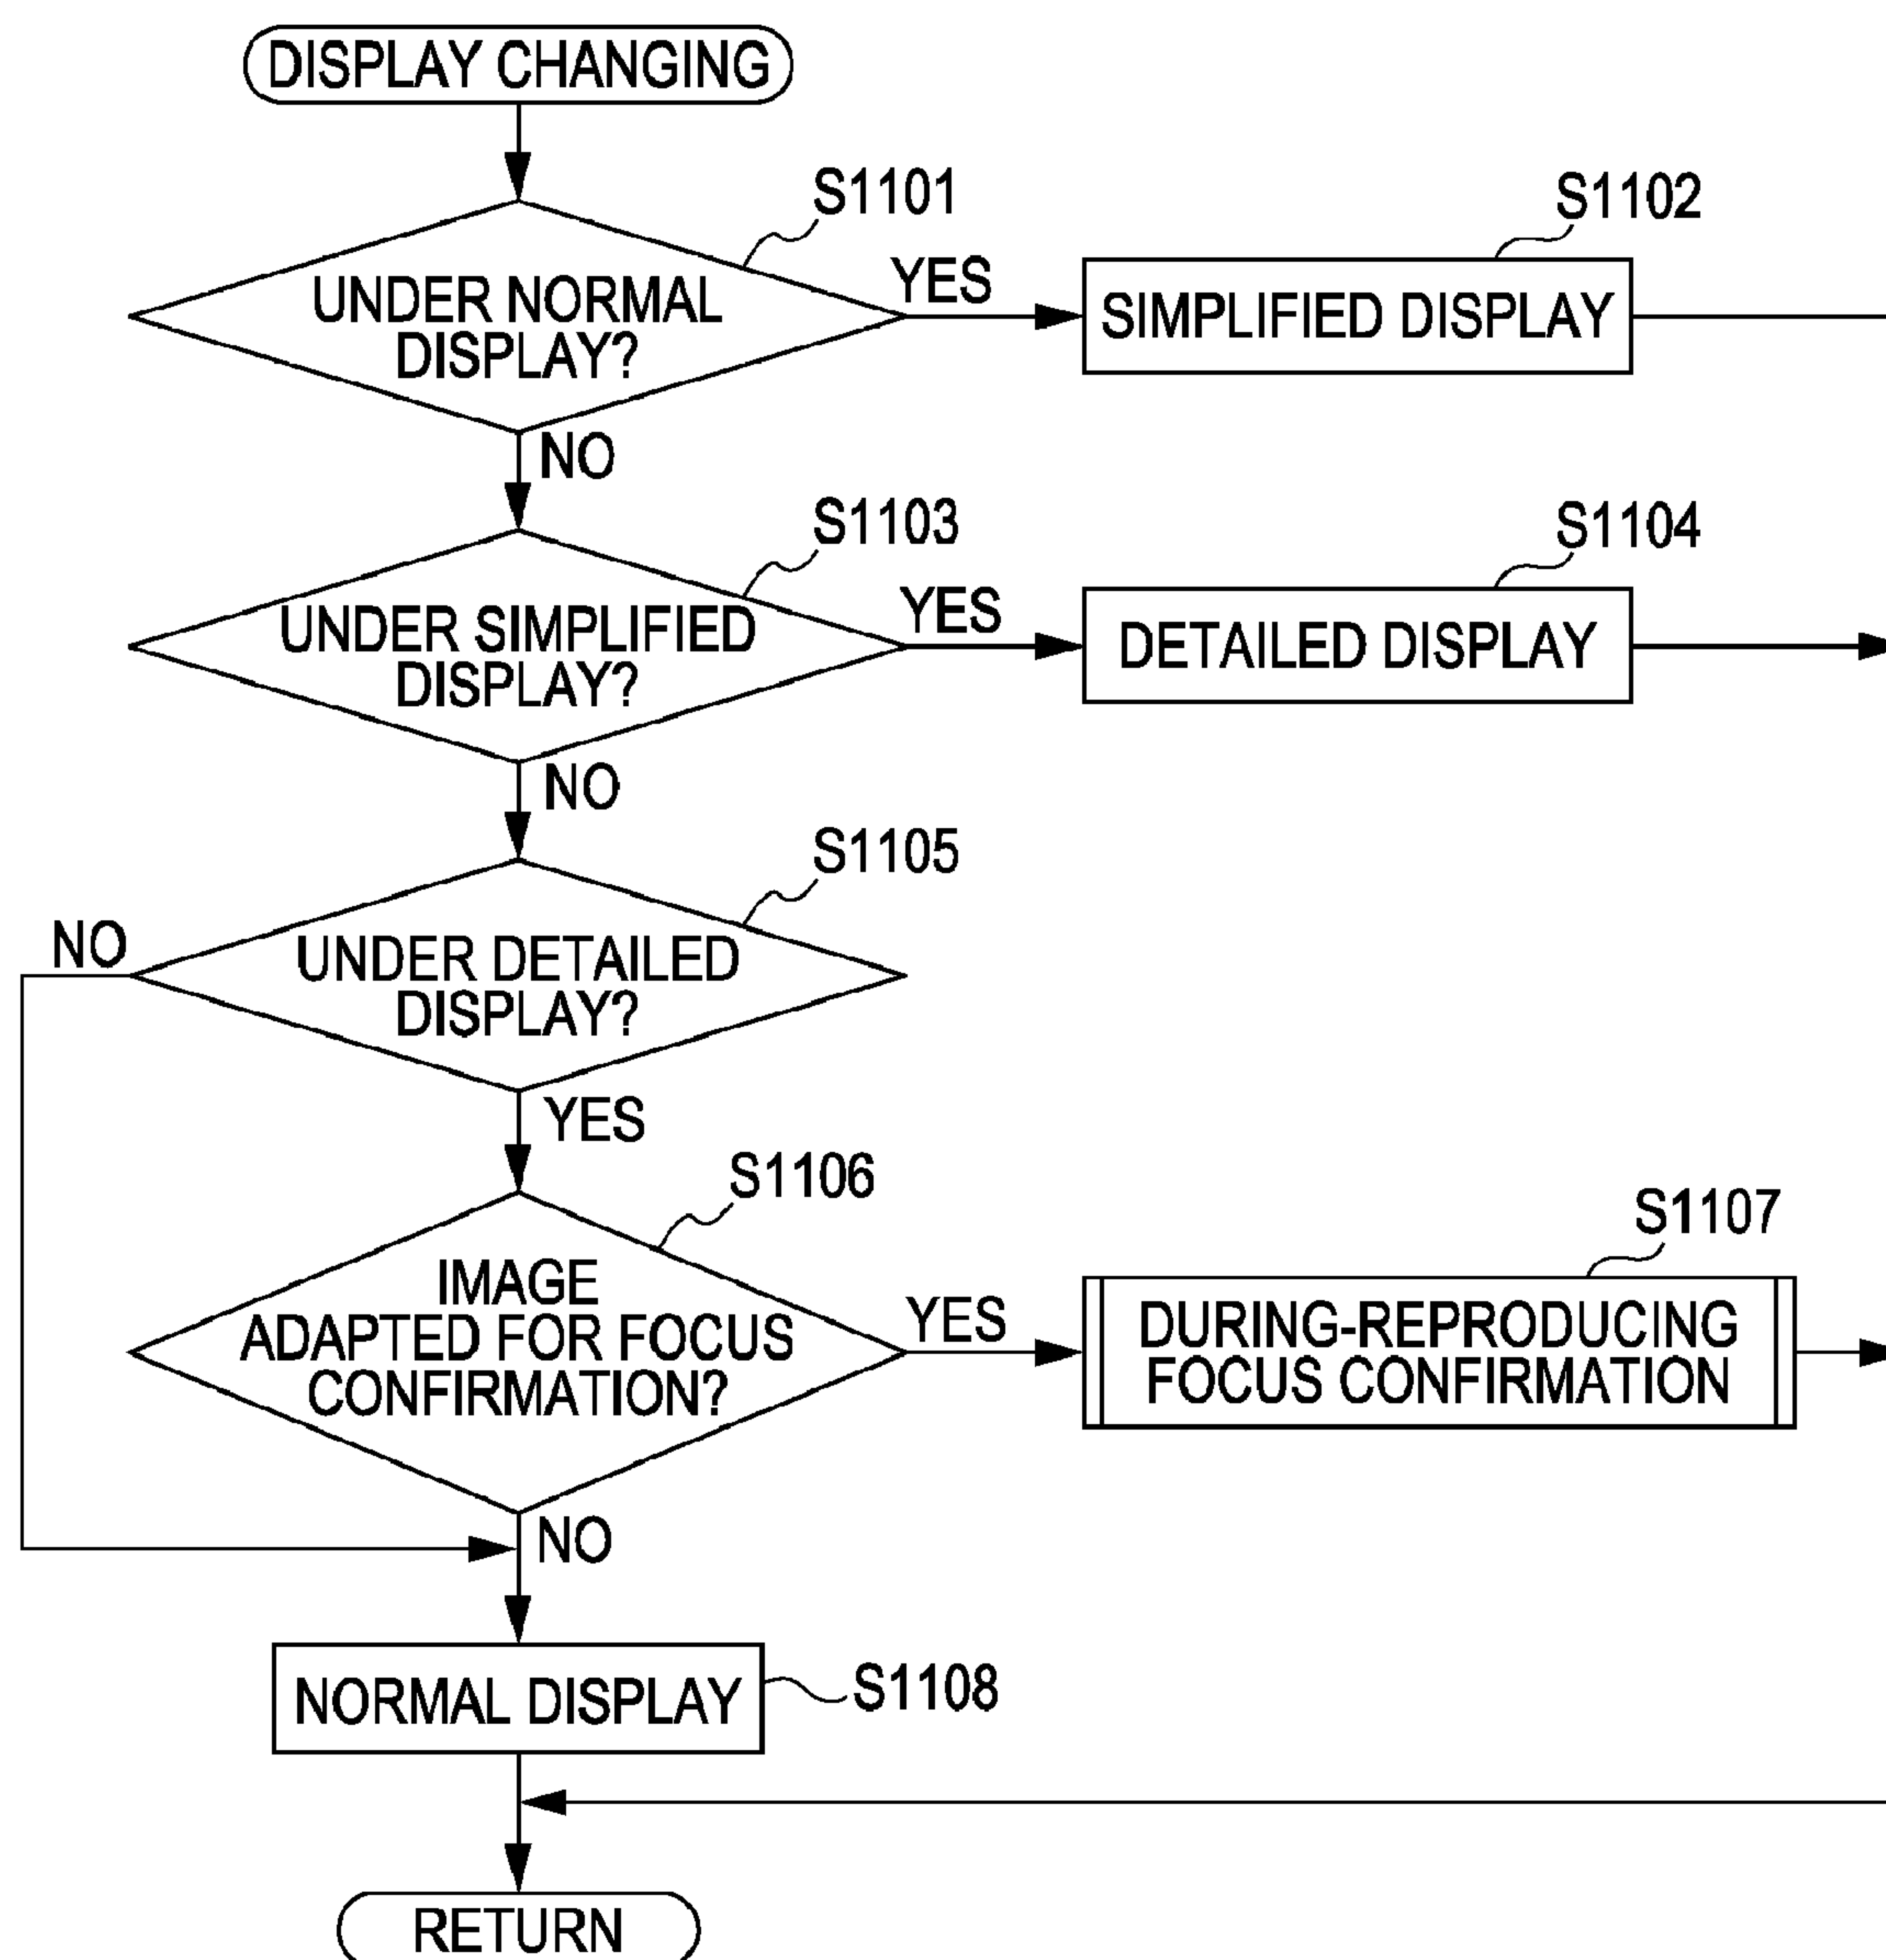 DISPLAY CHANGING
S1101
UNDER NORMAL
DISPLAY?
YES
S1102
SIMPLIFIED DISPLAY
NO
S1103
UNDER SIMPLIFIED
DISPLAY?
YES
S1104
DETAILED DISPLAY
NO
S1105
NO
UNDER DETAILED
DISPLAY?
YES
S1106
IMAGE
ADAPTED FOR FOCUS
CONFIRMATION?
YES
S1107
DURING-REPRODUCING
FOCUS CONFIRMATION
NO
NORMAL DISPLAY
S1108
RETURN